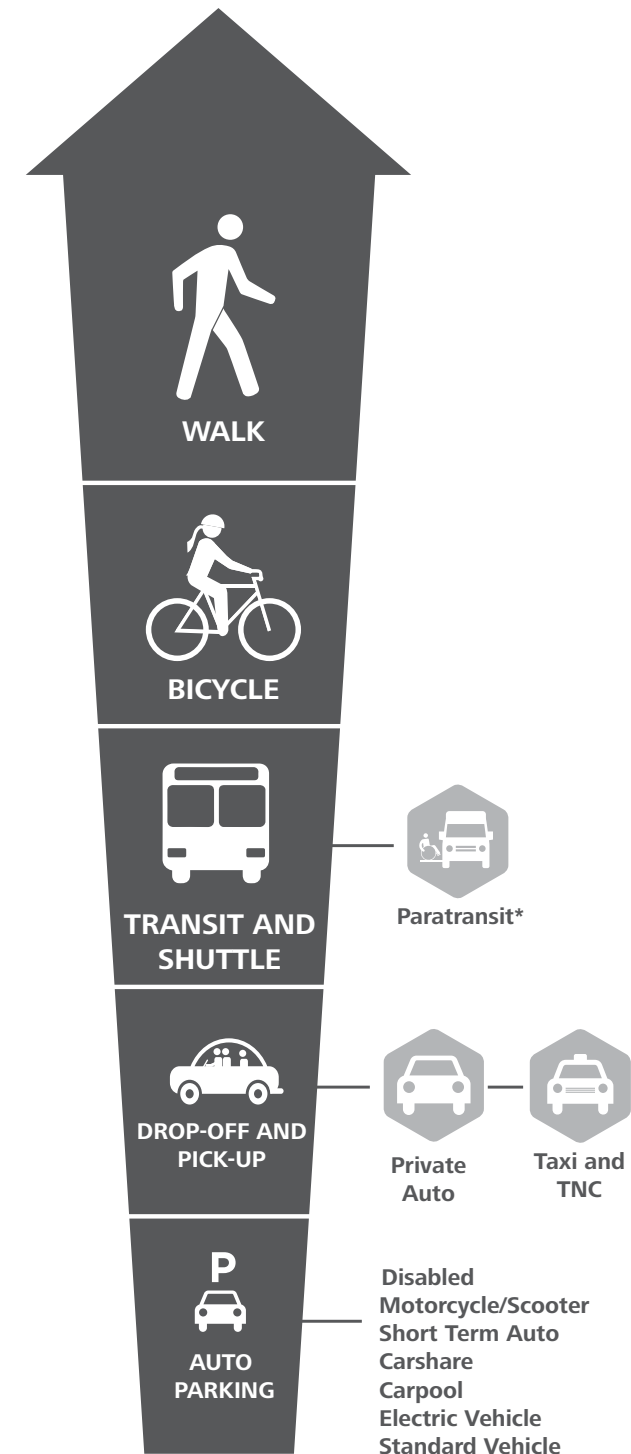 WALK
BICYCLE
TRANSIT AND
SHUTTLE
Paratransit*
DROP-OFF AND
PICK-UP
Private
Auto
Taxi and
TNC
P
AUTO
PARKING
Disabled
Motorcycle/Scooter
Short Term Auto
Carshare
Carpool
Electric Vehicle
Standard Vehicle